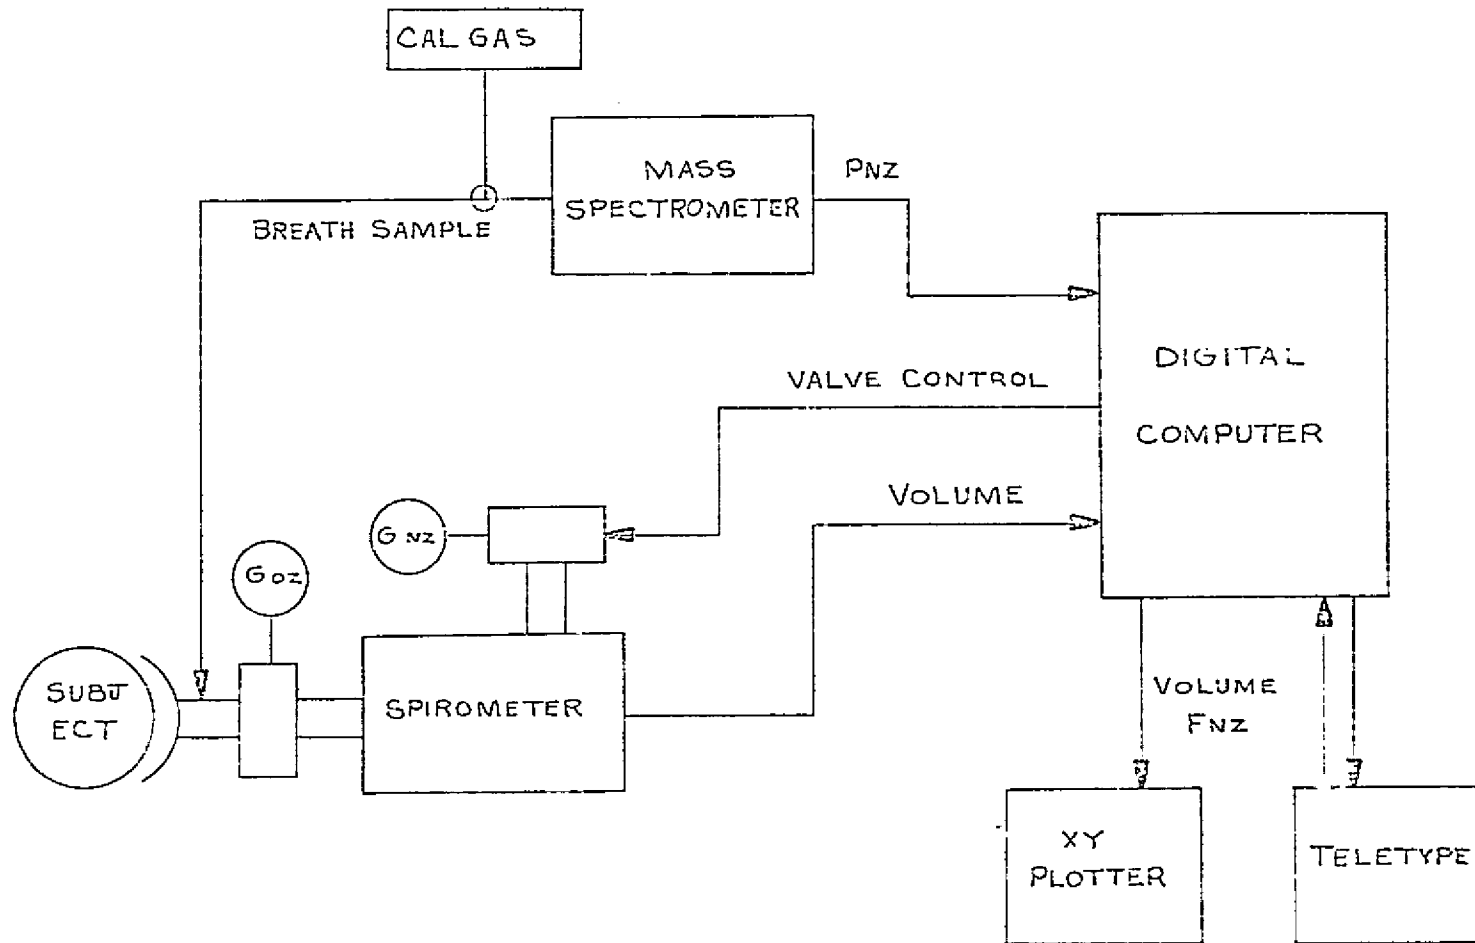 CAL GAS
MASS
SPECTROMETER
PNZ
BREATH SAMPLE
DIGITAL
COMPUTER
VALVE CONTROL
VOLUME
GNZ
GOZ
SUBJ
ECT
SPIROMETER
VOLUME
FNZ
XY
PLOTTER
TELETYPE